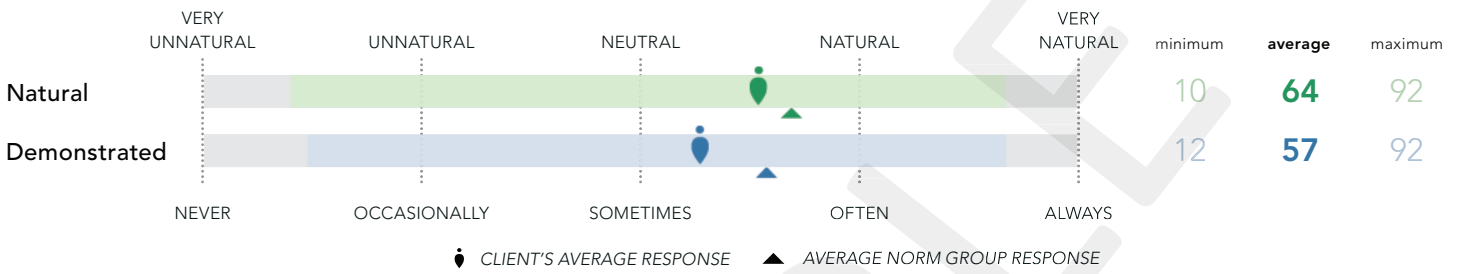 VERY UNNATURAL UNNATURAL NEUTRAL NATURAL VERY NATURAL minimum average maximum
Natural 10 64 92
Demonstrated 12 57 92
NEVER OCCASIONALLY SOMETIMES OFTEN ALWAYS
CLIENT'S AVERAGE RESPONSE AVERAGE NORM GROUP RESPONSE